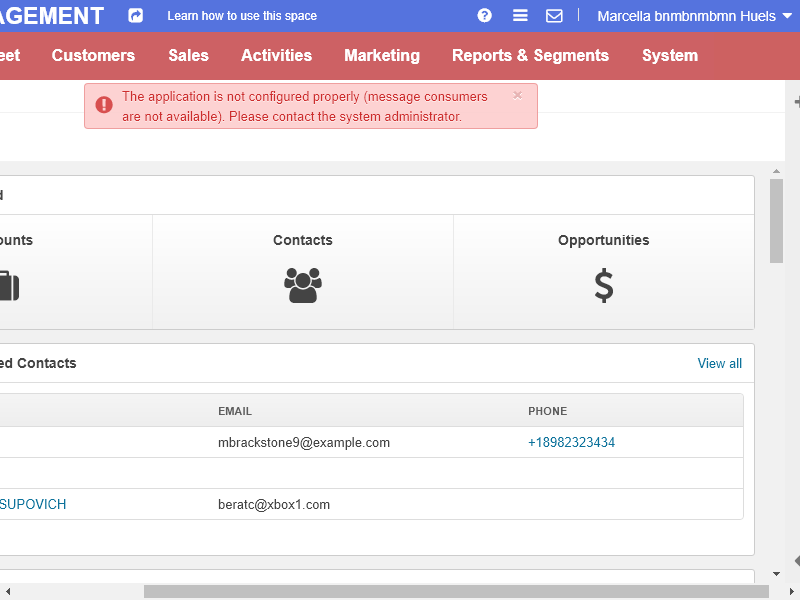 AGEMENT Learn how to use this space Marcella bnmbnmbmn Huels
eet Customers Sales Activities Marketing Reports & Segments System
The application is not configured properly (message consumers
are not available). Please contact the system administrator.
×
d
ounts Contacts Opportunities
ed Contacts View all
EMAIL PHONE
mbrackstone9@example.com +18982323434
SUPOVICH beratc@xbox1.com